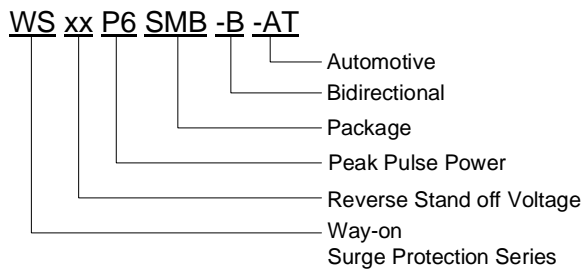 WS xx P6 SMB -B -AT
Automotive
Bidirectional
Package
Peak Pulse Power
Reverse Stand off Voltage
Way-on
Surge Protection Series